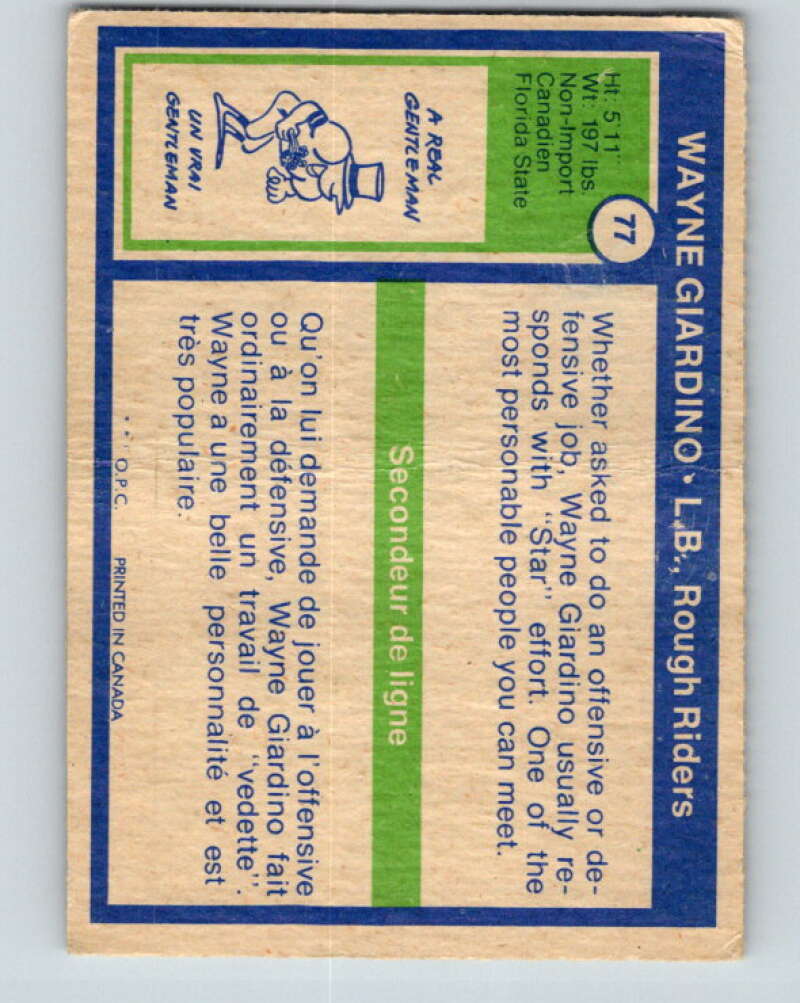 WAYNE GIARDINO • L.B., Rough Riders
77
Ht: 5'11"
Wt: 197 lbs.
Non-Import
Canadien
Florida State
A REAL
GENTLEMAN
UN VRAI
GENTLEMAN
Whether asked to do an offensive or de-
fensive job, Wayne Giardino usually re-
sponds with "Star" effort. One of the
most personable people you can meet.
Secondeur de ligne
Qu'on lui demande de jouer à l'offensive
ou à la défensive, Wayne Giardino fait
ordinairement un travail de "vedette".
Wayne a une belle personnalité et est
très populaire.
O.P.C. PRINTED IN CANADA